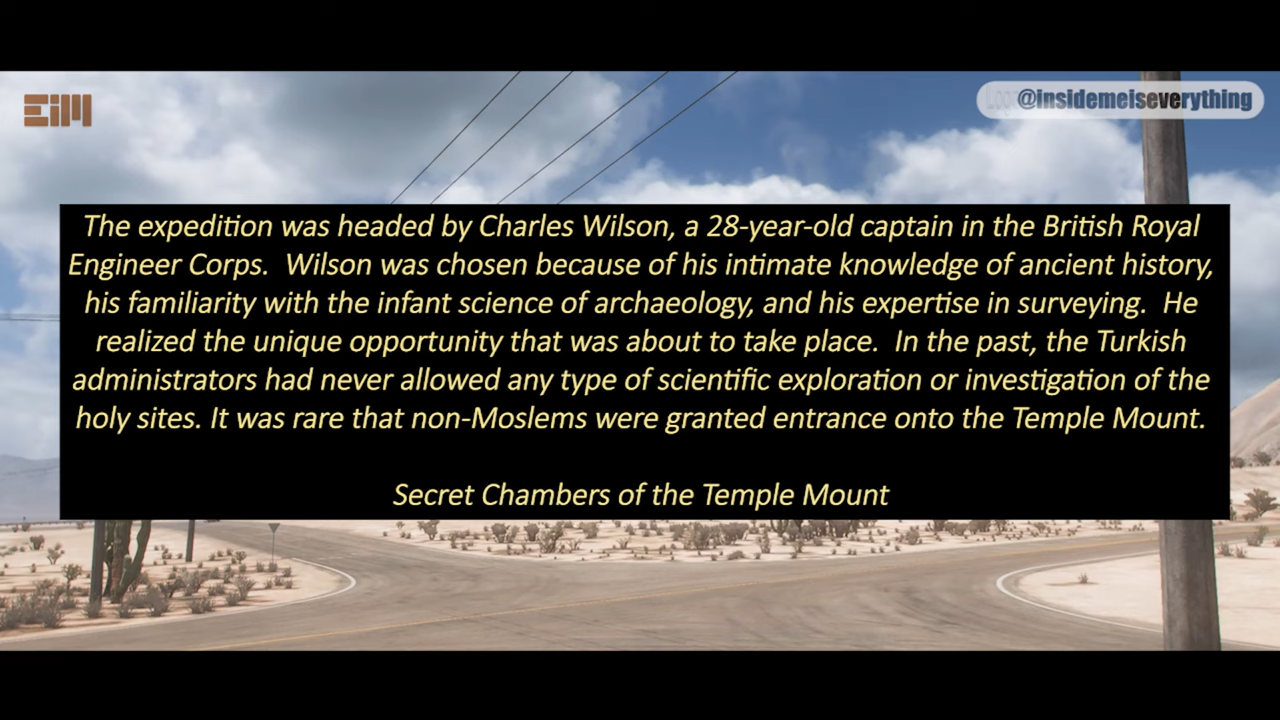 EiM
@insidemeiseverything
The expedition was headed by Charles Wilson, a 28-year-old captain in the British Royal
Engineer Corps.  Wilson was chosen because of his intimate knowledge of ancient history,
his familiarity with the infant science of archaeology, and his expertise in surveying.  He
realized the unique opportunity that was about to take place.  In the past, the Turkish
administrators had never allowed any type of scientific exploration or investigation of the
holy sites. It was rare that non-Moslems were granted entrance onto the Temple Mount.
Secret Chambers of the Temple Mount